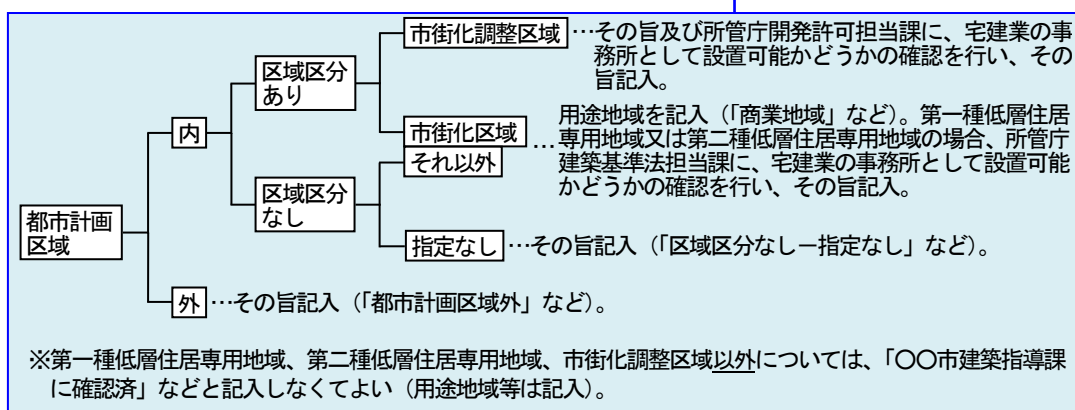 市街化調整区域…その旨及び所管庁開発許可担当課に、宅建業の事
務所として設置可能かどうかの確認を行い、その
旨記入。
区域区分
あり
内
用途地域を記入（「商業地域」など）。第一種低層住居
市街化区域
専用地域又は第二種低層住居専用地域の場合、所管庁
それ以外
…建築基準法担当課に、宅建業の事務所として設置可能
かどうかの確認を行い、その旨記入。
区域区分
なし
都市計画
区域
指定なし…その旨記入（「区域区分なしー指定なし」など）。
外…その旨記入（「都市計画区域外」など）。
※第一種低層住居専用地域、第二種低層住居専用地域、市街化調整区域以外については、「〇〇市建築指導課
に確認済」などと記入しなくてよい（用途地域等は記入）。